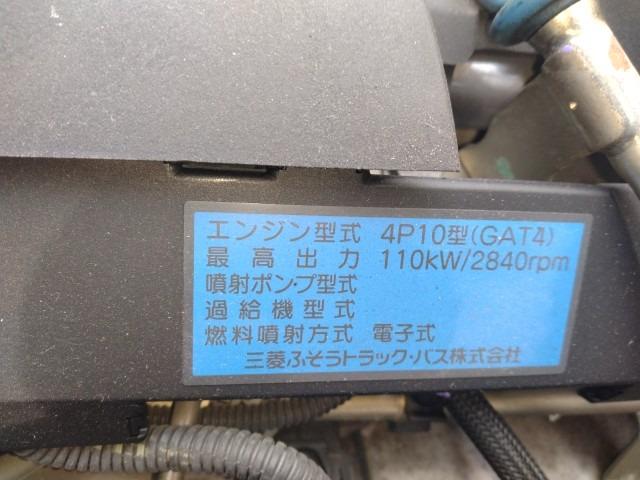 エンジン型式 4P10型(GAT4)
最高出力 110kW/2840rpm
噴射ポンプ型式
過給機型式
燃料噴射方式 電子式
三菱ふそうトラック・バス株式会社